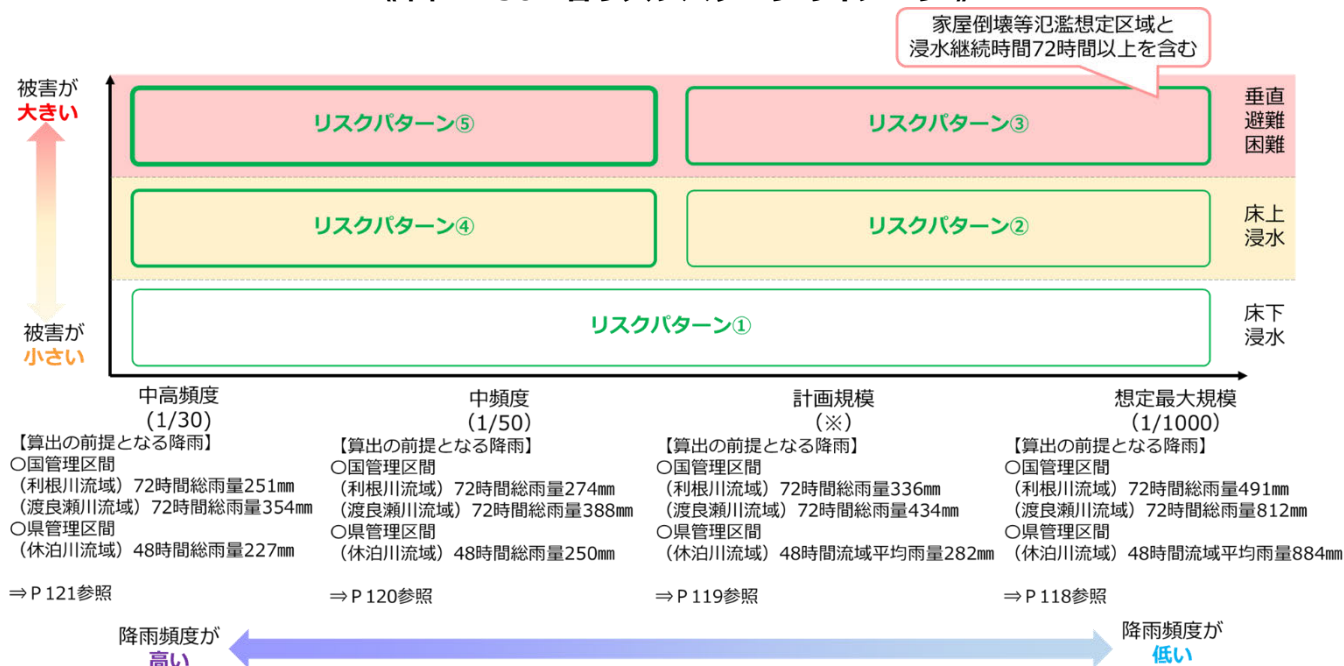 家屋倒壊等氾濫想定区域と
浸水継続時間72時間以上を含む
被害が
大きい
リスクパターン⑤
リスクパターン③
垂直
避難
困難
リスクパターン④
リスクパターン②
床上
浸水
リスクパターン①
床下
浸水
被害が
小さい
中高頻度
(1/30)
【算出の前提となる降雨】
〇国管理区間
（利根川流域）72時間総雨量251㎜
（渡良瀬川流域）72時間総雨量354㎜
〇県管理区間
（休泊川流域）48時間総雨量227㎜
⇒P121参照
中頻度
(1/50)
【算出の前提となる降雨】
〇国管理区間
（利根川流域）72時間総雨量274㎜
（渡良瀬川流域）72時間総雨量388㎜
〇県管理区間
（休泊川流域）48時間総雨量250㎜
⇒P120参照
計画規模
(※)
【算出の前提となる降雨】
〇国管理区間
（利根川流域）72時間総雨量336㎜
（渡良瀬川流域）72時間総雨量434㎜
〇県管理区間
（休泊川流域）48時間流域平均雨量282㎜
⇒P119参照
想定最大規模
(1/1000)
【算出の前提となる降雨】
〇国管理区間
（利根川流域）72時間総雨量491㎜
（渡良瀬川流域）72時間総雨量812㎜
〇県管理区間
（休泊川流域）48時間流域平均雨量884㎜
⇒P118参照
降雨頻度が
高い
降雨頻度が
低い